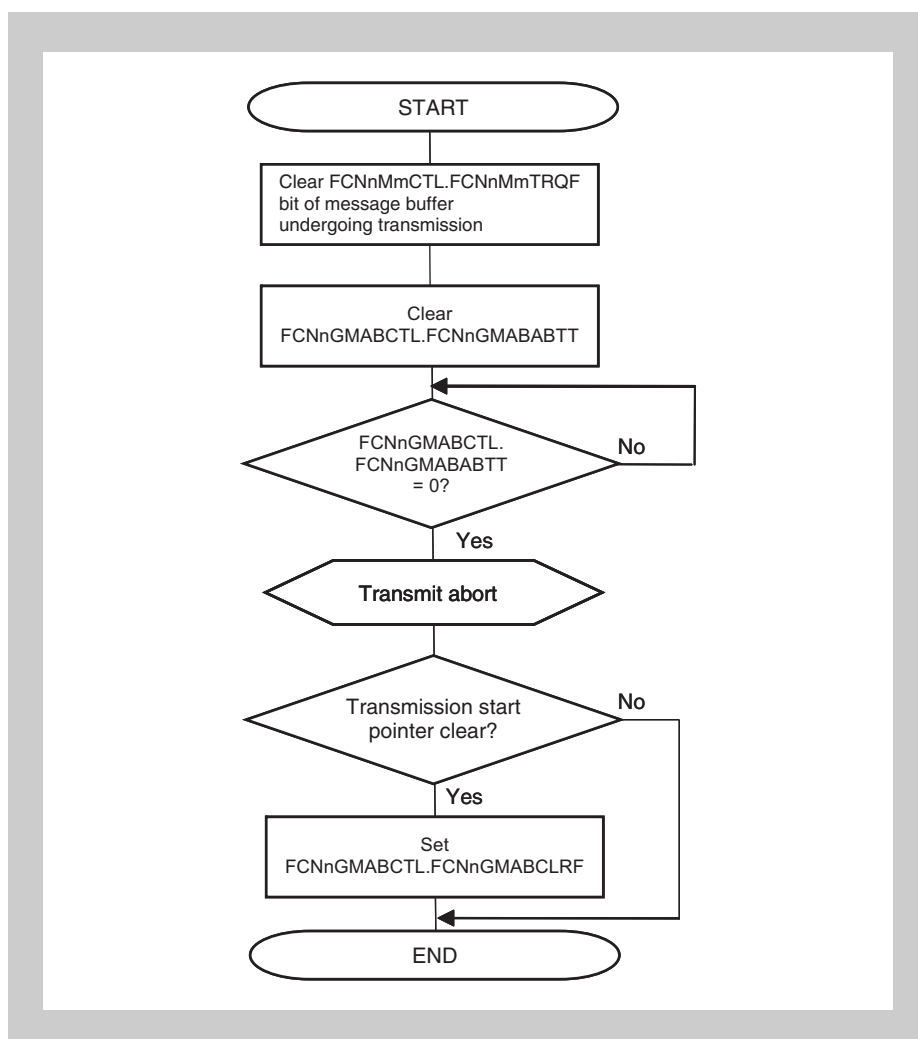 START
Clear FCNnMmCTL.FCNnMmTRQF
bit of message buffer
undergoing transmission
Clear
FCNnGMABCTL.FCNnGMABABTT
FCNnGMABCTL.
FCNnGMABABTT
= 0?
No
Yes
Transmit abort
Transmission start
pointer clear?
No
Yes
Set
FCNnGMABCTL.FCNnGMABCLRF
END